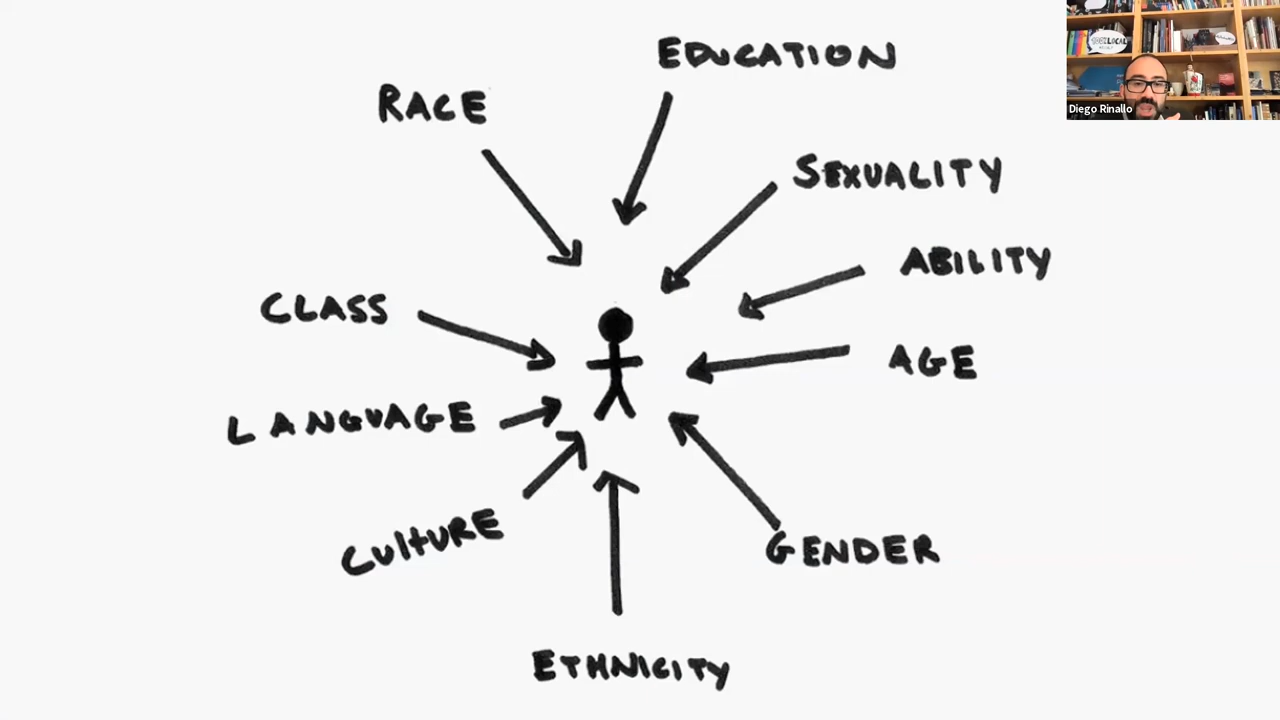 EDUCATION
RACE
SEXUALITY
ABILITY
CLASS
AGE
LANGUAGE
CULTURE
GENDER
ETHNICITY
Diego Rinallo